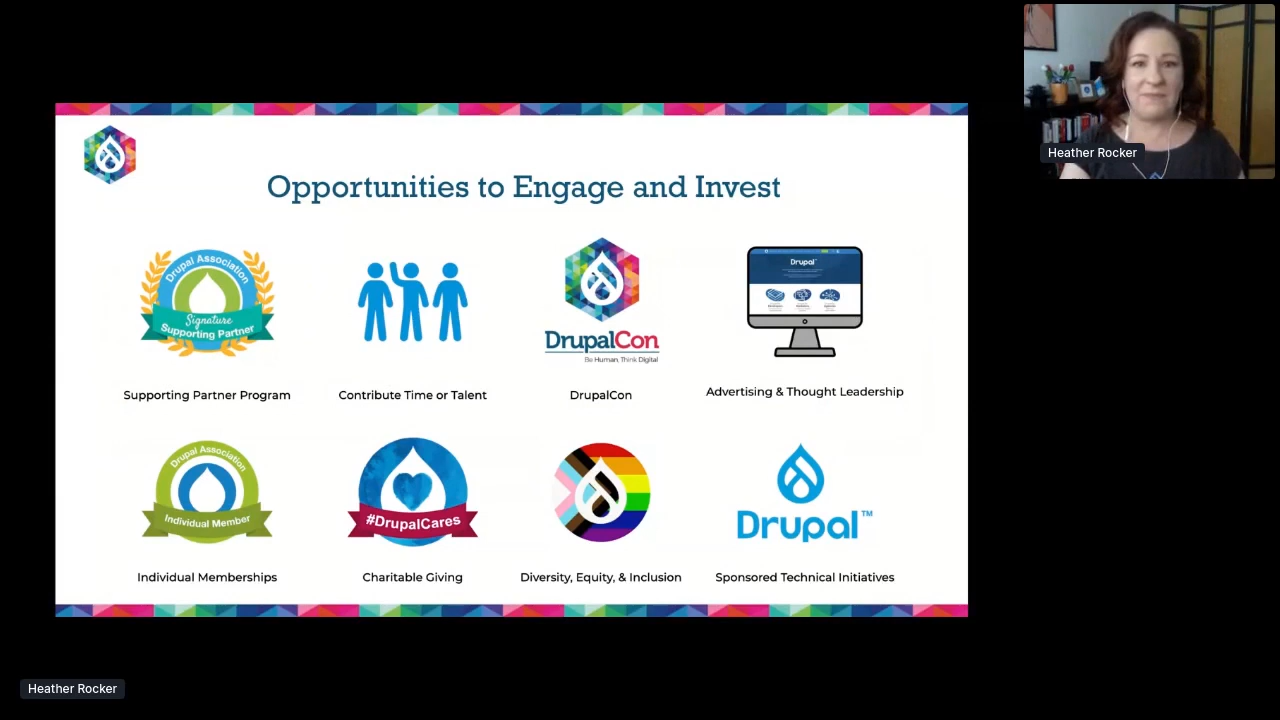 Heather Rocker
Opportunities to Engage and Invest
Drupal Association
Signature
Supporting Partner
DrupalCon
Be Human, Think Digital
Drupal
Supporting Partner Program
Contribute Time or Talent
DrupalCon
Advertising & Thought Leadership
Drupal Association
Individual Member
#DrupalCares
Drupal™
Individual Memberships
Charitable Giving
Diversity, Equity, & Inclusion
Sponsored Technical Initiatives
Heather Rocker